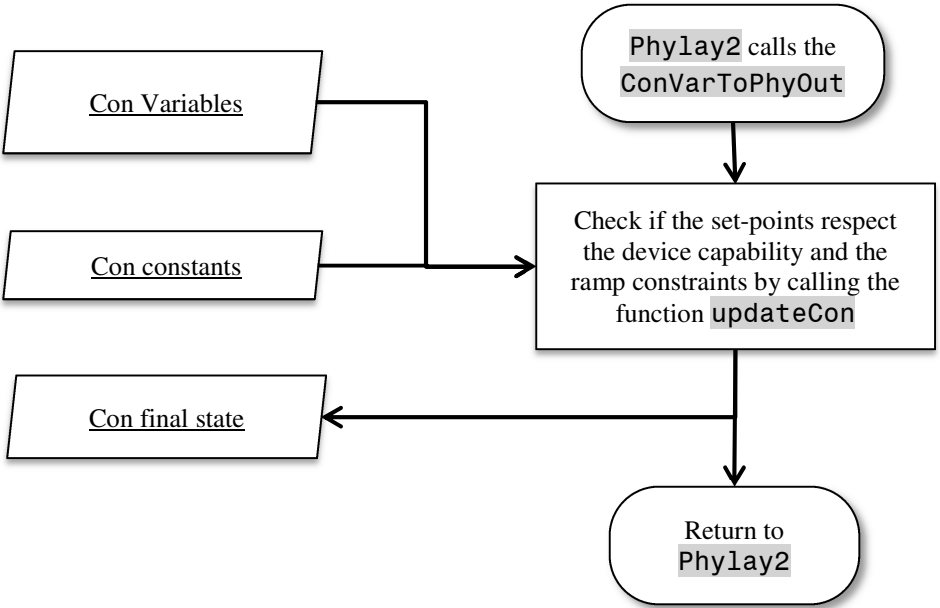 Con Variables
Phylay2 calls the
ConVarToPhyOut
Con constants
Check if the set-points respect
the device capability and the
ramp constraints by calling the
function updateCon
Con final state
Return to
Phylay2